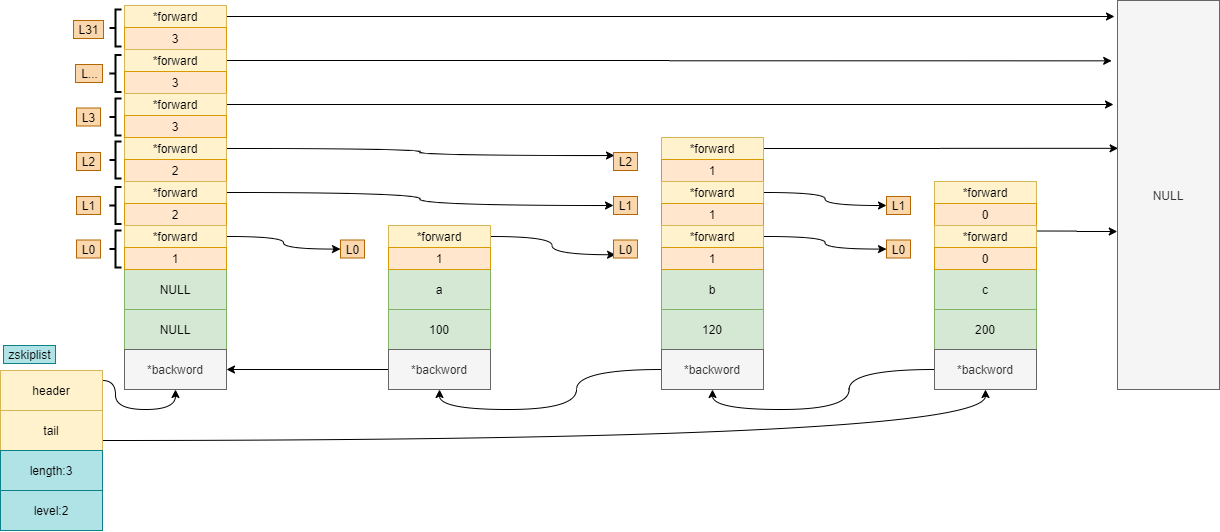 L31
*forward
3
L...
*forward
3
L3
*forward
3
L2
*forward
2
L2
*forward
1
L1
*forward
2
L1
*forward
1
L1
*forward
0
NULL
L0
*forward
1
L0
*forward
1
L0
*forward
1
L0
*forward
0
NULL
a
b
c
NULL
100
120
200
*backword
*backword
*backword
*backword
zskiplist
header
tail
length:3
level:2